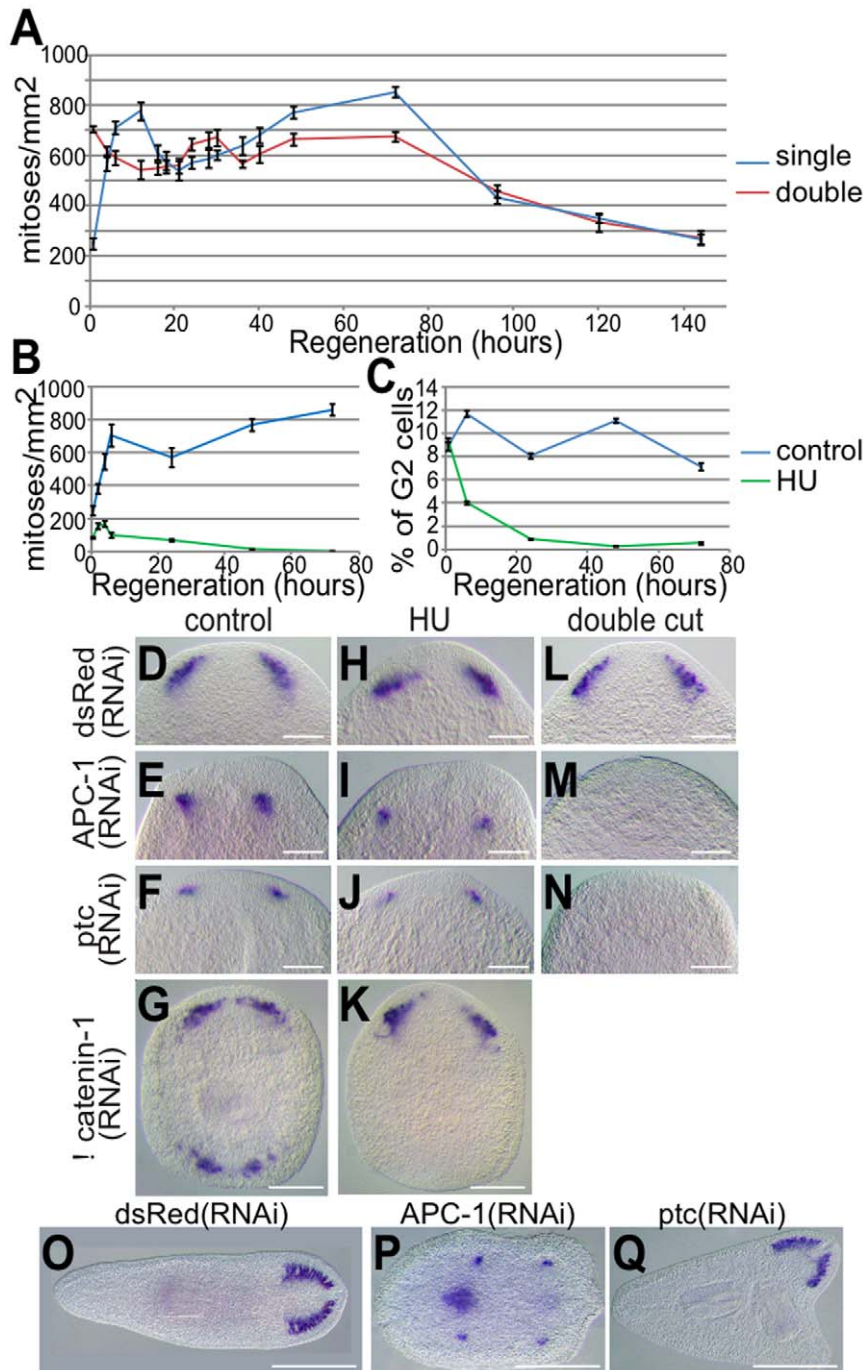 A
1000
800
600
400
200
0
mitoses/mm2
0 20 40 60 80 100 120 140
Regeneration (hours)
single
double
B
1000
800
600
400
200
0
mitoses/mm2
0 20 40 60 80
Regeneration (hours)
C
14
12
10
8
6
4
2
0
% of G2 cells
0 20 40 60 80
Regeneration (hours)
control
HU
control HU double cut
dsRed
(RNAi)
D H L
APC-1
(RNAi)
E I M
ptc
(RNAi)
F J N
! catenin-1
(RNAi)
G K
dsRed(RNAi) APC-1(RNAi) ptc(RNAi)
O P Q